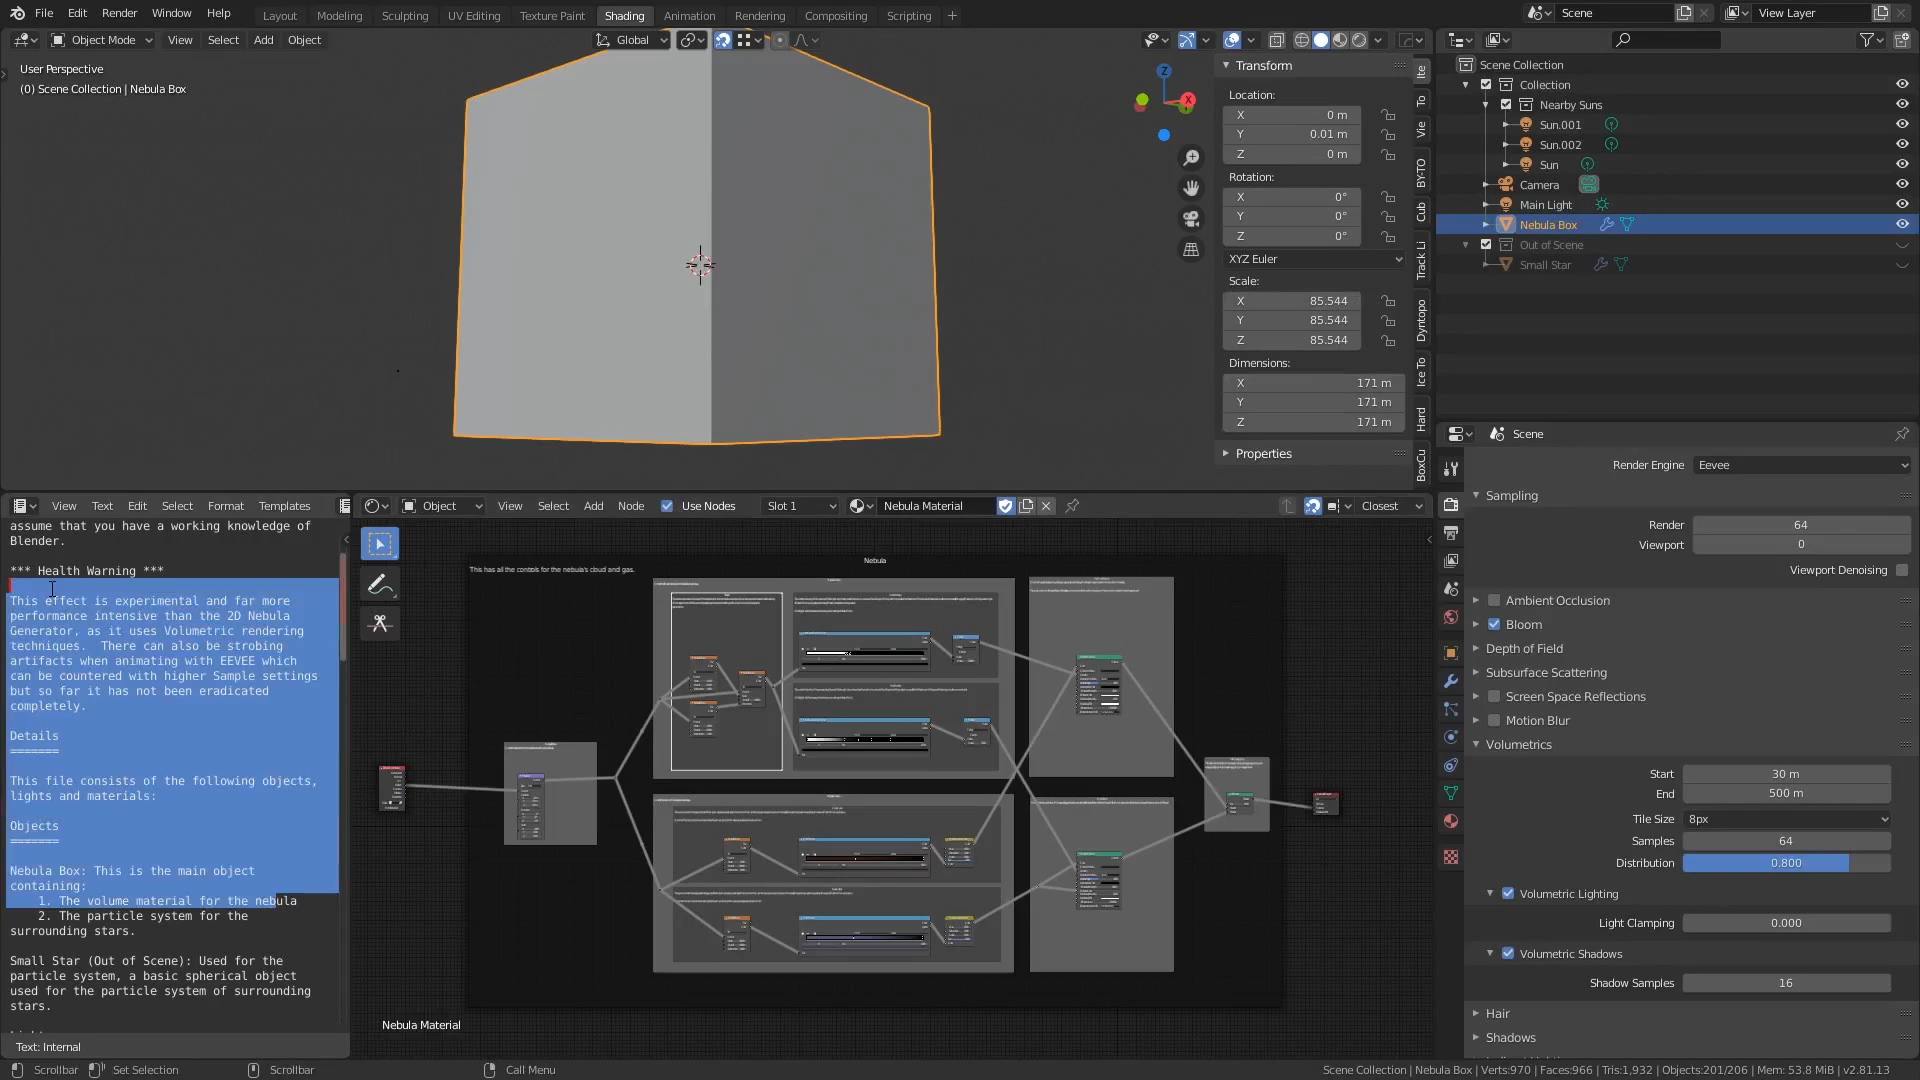 File Edit Render Window Help Layout Modeling Sculpting UV Editing Texture Paint Shading Animation Rendering Compositing Scripting + Scene View Layer
Object Mode View Select Add Object Global
User Perspective
(0) Scene Collection | Nebula Box
Z
X
Transform
Location:
X 0 m
Y 0.01 m
Z 0 m
Rotation:
X 0°
Y 0°
Z 0°
XYZ Euler
Scale:
X 85.544
Y 85.544
Z 85.544
Dimensions:
X 171 m
Y 171 m
Z 171 m
Properties
Ite
To
Vie
BY-TO
Cub
Track Li
Dyntopo
Ice To
Hard
BoxCu
Scene Collection
Collection
Nearby Suns
Sun.001
Sun.002
Sun
Camera
Main Light
Nebula Box
Out of Scene
Small Star
Scene
Render Engine Eevee
Sampling
Render 64
Viewport 0
Viewport Denoising
Ambient Occlusion
Bloom
Depth of Field
Subsurface Scattering
Screen Space Reflections
Motion Blur
Volumetrics
Start 30 m
End 500 m
Tile Size 8px
Samples 64
Distribution 0.800
Volumetric Lighting
Light Clamping 0.000
Volumetric Shadows
Shadow Samples 16
Hair
Shadows
View Text Edit Select Format Templates
assume that you have a working knowledge of
Blender.
*** Health Warning ***
This effect is experimental and far more
performance intensive than the 2D Nebula
Generator, as it uses Volumetric rendering
techniques.  There can also be strobing
artifacts when animating with EEVEE which
can be countered with higher Sample settings
but so far it has not been eradicated
completely.
Details
=======
This file consists of the following objects,
lights and materials:
Objects
=======
Nebula Box: This is the main object
containing:
1. The volume material for the nebula
2. The particle system for the
surrounding stars.
Small Star (Out of Scene): Used for the
particle system, a basic spherical object
used for the particle system of surrounding
stars.
Text: Internal
Object View Select Add Node Use Nodes Slot 1 Nebula Material Closest
Nebula
This has all the controls for the nebula's cloud and gas.
Nebula Material
Scrollbar Set Selection Scrollbar Call Menu Scene Collection | Nebula Box | Verts:970 | Faces:966 | Tris:1,932 | Objects:201/206 | Mem: 53.8 MiB | v2.81.13